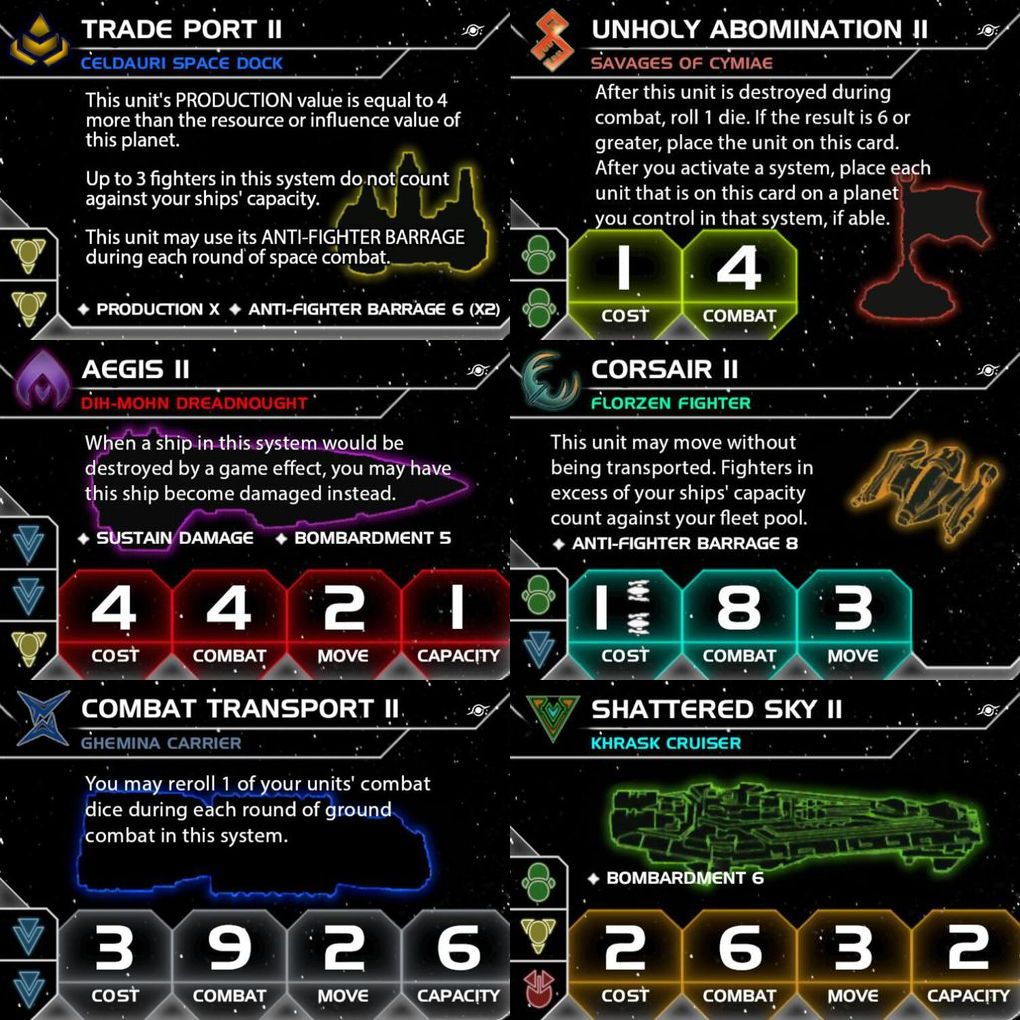 TRADE PORT II
CELDAURI SPACE DOCK
This unit's PRODUCTION value is equal to 4
more than the resource or influence value of
this planet.
Up to 3 fighters in this system do not count
against your ships' capacity.
This unit may use its ANTI-FIGHTER BARRAGE
during each round of space combat.
◆ PRODUCTION X ◆ ANTI-FIGHTER BARRAGE 6 (X2)
UNHOLY ABOMINATION II
SAVAGES OF CYMIAE
After this unit is destroyed during
combat, roll 1 die. If the result is 6 or
greater, place the unit on this card.
After you activate a system, place each
unit that is on this card on a planet
you control in that system, if able.
1 4
COST COMBAT
AEGIS II
DIH-MOHN DREADNOUGHT
When a ship in this system would be
destroyed by a game effect, you may have
this ship become damaged instead.
◆ SUSTAIN DAMAGE ◆ BOMBARDMENT 5
4 4 2 1
COST COMBAT MOVE CAPACITY
CORSAIR II
FLORZEN FIGHTER
This unit may move without
being transported. Fighters in
excess of your ships' capacity
count against your fleet pool.
◆ ANTI-FIGHTER BARRAGE 8
1 8 3
COST COMBAT MOVE
COMBAT TRANSPORT II
GHEMINA CARRIER
You may reroll 1 of your units' combat
dice during each round of ground
combat in this system.
3 9 2 6
COST COMBAT MOVE CAPACITY
SHATTERED SKY II
KHRASK CRUISER
◆ BOMBARDMENT 6
2 6 3 2
COST COMBAT MOVE CAPACITY